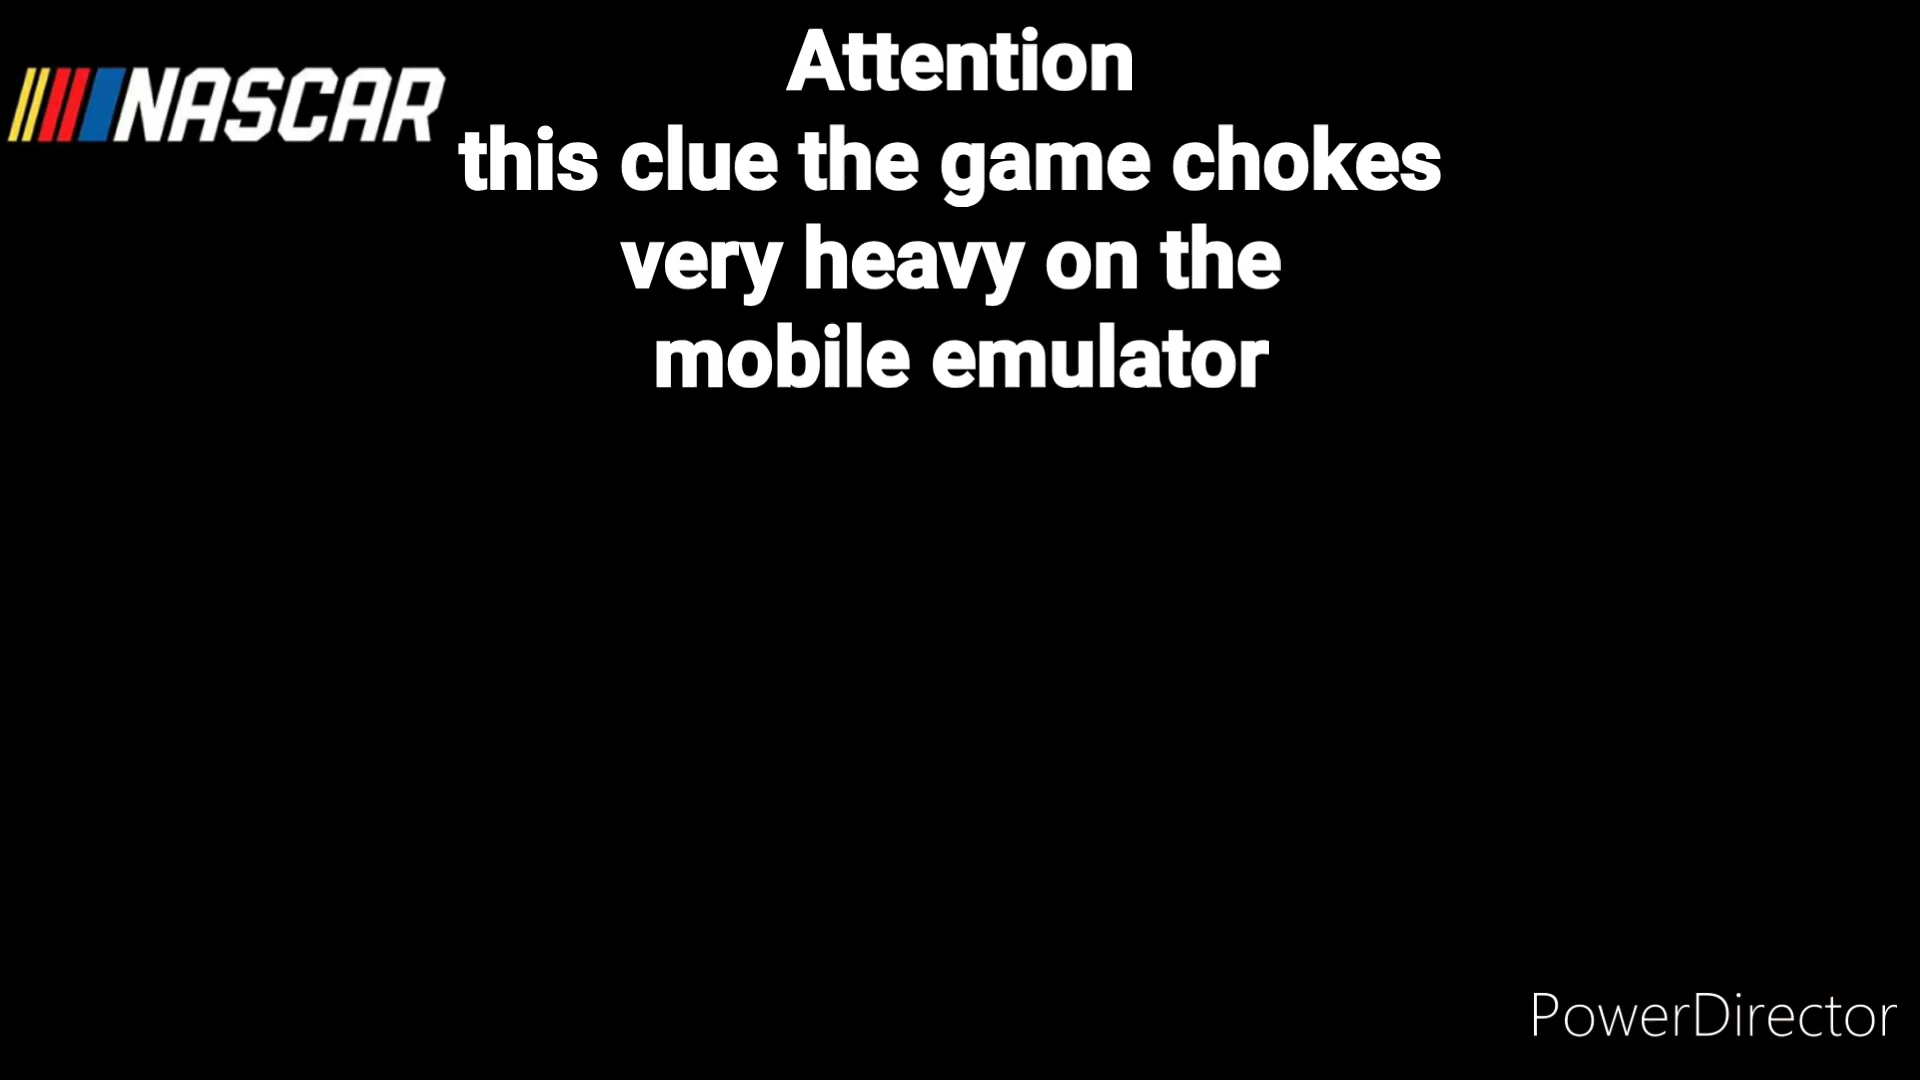 NASCAR
Attention
this clue the game chokes
very heavy on the
mobile emulator
PowerDirector